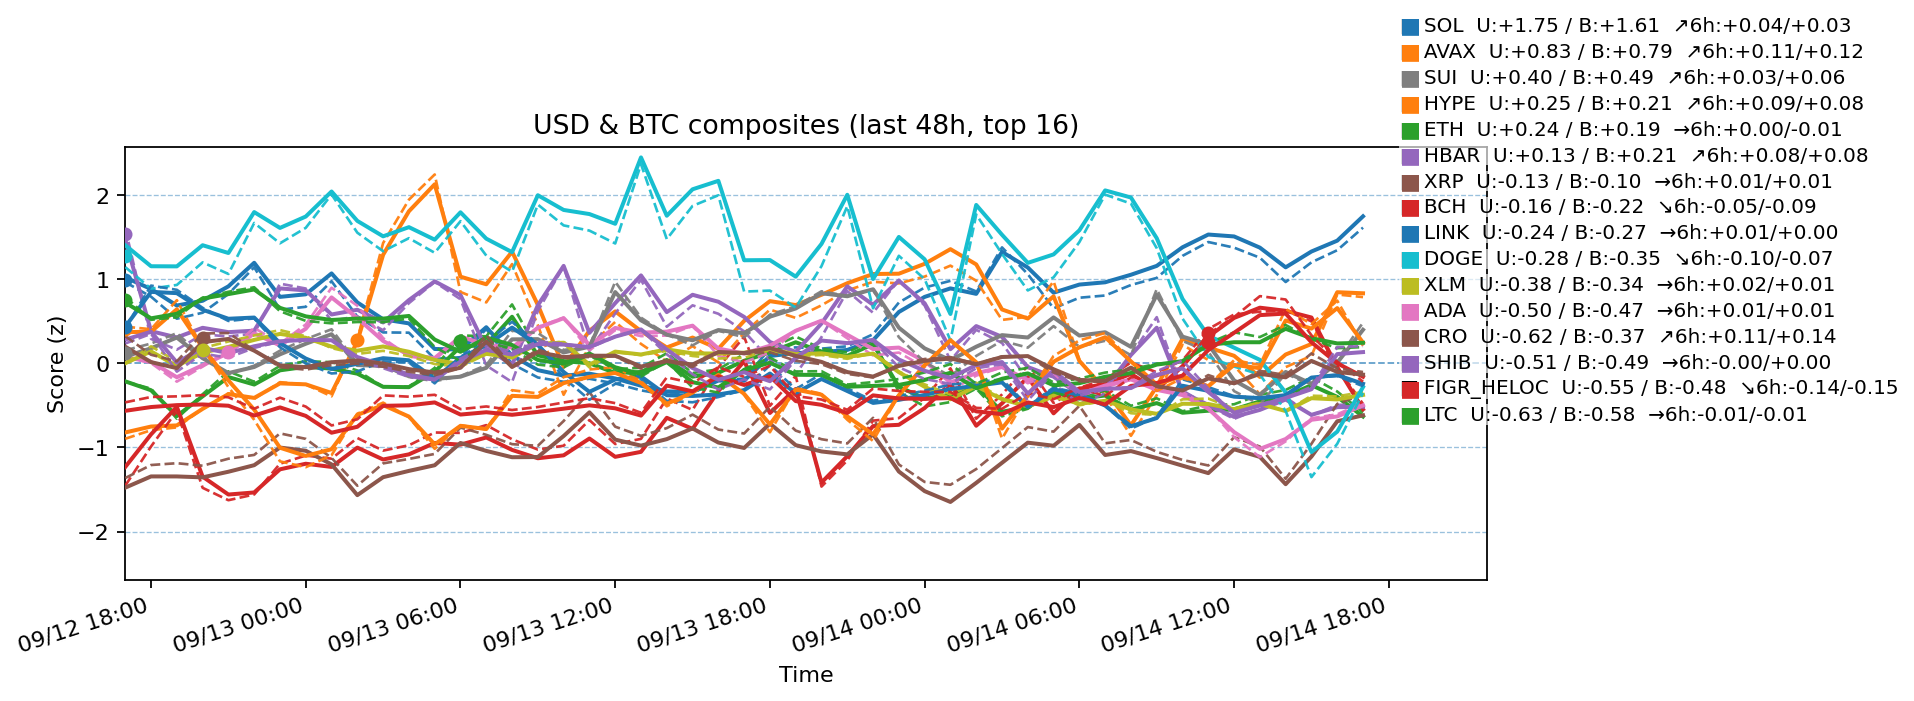 SOL U:+1.75 / B:+1.61 ↗6h:+0.04/+0.03
AVAX U:+0.83 / B:+0.79 ↗6h:+0.11/+0.12
SUI U:+0.40 / B:+0.49 ↗6h:+0.03/+0.06
HYPE U:+0.25 / B:+0.21 ↗6h:+0.09/+0.08
ETH U:+0.24 / B:+0.19 →6h:+0.00/-0.01
HBAR U:+0.13 / B:+0.21 ↗6h:+0.08/+0.08
XRP U:-0.13 / B:-0.10 →6h:+0.01/+0.01
BCH U:-0.16 / B:-0.22 ↘6h:-0.05/-0.09
LINK U:-0.24 / B:-0.27 →6h:+0.01/+0.00
DOGE U:-0.28 / B:-0.35 ↘6h:-0.10/-0.07
XLM U:-0.38 / B:-0.34 →6h:+0.02/+0.01
ADA U:-0.50 / B:-0.47 →6h:+0.01/+0.01
CRO U:-0.62 / B:-0.37 ↗6h:+0.11/+0.14
SHIB U:-0.51 / B:-0.49 →6h:-0.00/+0.00
FIGR_HELOC U:-0.55 / B:-0.48 ↘6h:-0.14/-0.15
LTC U:-0.63 / B:-0.58 →6h:-0.01/-0.01
USD & BTC composites (last 48h, top 16)
Score (z)
2
1
0
−1
−2
09/12 18:00
09/13 00:00
09/13 06:00
09/13 12:00
09/13 18:00
09/14 00:00
09/14 06:00
09/14 12:00
09/14 18:00
Time